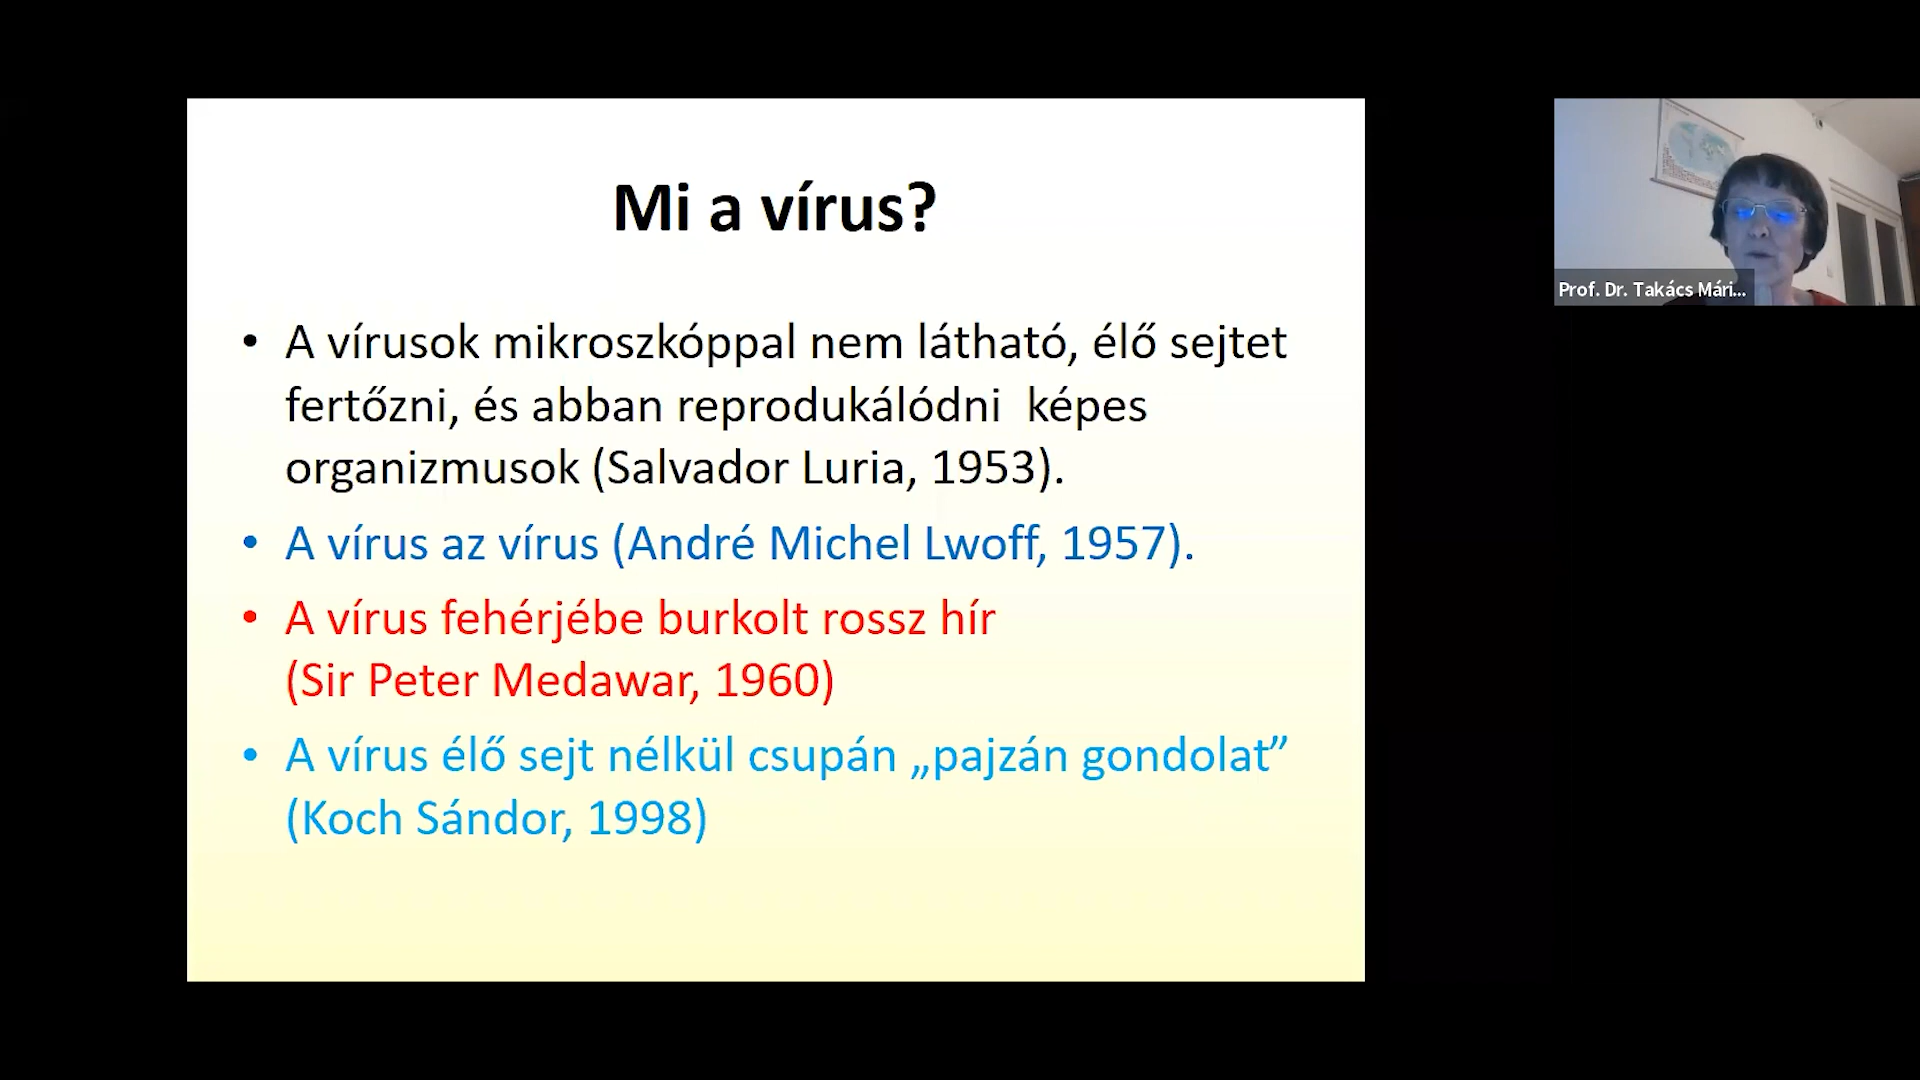 Mi a vírus?
• A vírusok mikroszkóppal nem látható, élő sejtet
fertőzni, és abban reprodukálódni képes
organizmusok (Salvador Luria, 1953).
• A vírus az vírus (André Michel Lwoff, 1957).
• A vírus fehérjébe burkolt rossz hír
(Sir Peter Medawar, 1960)
• A vírus élő sejt nélkül csupán „pajzán gondolat”
(Koch Sándor, 1998)
Prof. Dr. Takács Mári...